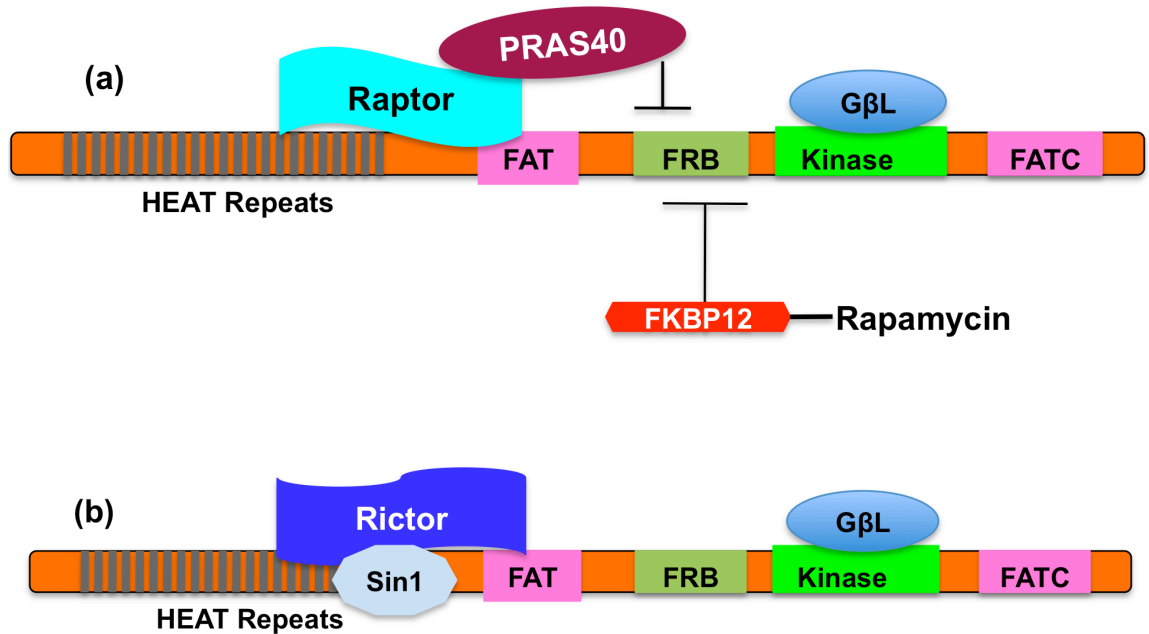 PRAS40
(a)
Raptor
GβL
FAT
FRB
Kinase
FATC
HEAT Repeats
FKBP12
Rapamycin
(b)
Rictor
GβL
Sin1
FAT
FRB
Kinase
FATC
HEAT Repeats